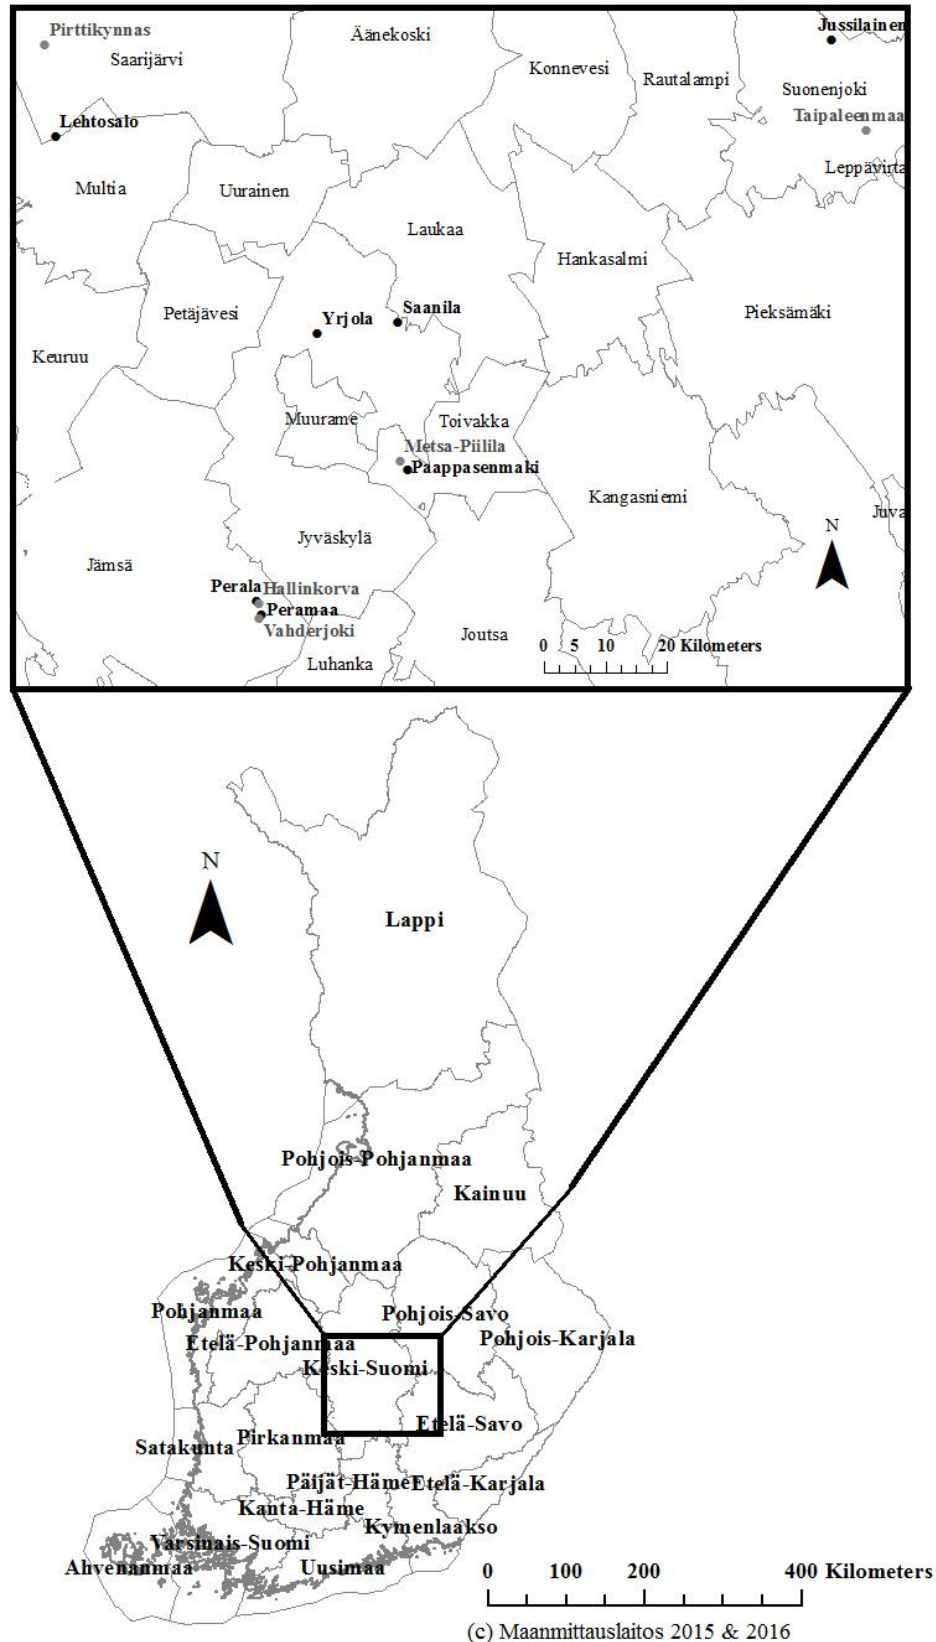 Pirttikynnas
Saarijärvi
Äänekoski
Konnevesi
Rautalampi
Jussilainen
Suonenjoki
Taipaleenmaa
Lehtosalo
Multia
Uurainen
Laukaa
Hankasalmi
Leppävirta
Petäjävesi
Yrjola
Saanila
Pieksämäki
Keuruu
Muurame
Toivakka
Metsa-Piilila
Paappasenmaki
Kangasniemi
Juva
N
Jyväskylä
Jämsä
Perala
Hallinkorva
Peramaa
Vahderjoki
Joutsa
Luhanka
0 5 10 20 Kilometers
N
Lappi
Pohjois-Pohjanmaa
Kainuu
Keski-Pohjanmaa
Pohjanmaa
Pohjois-Savo
Etelä-Pohjanmaa
Pohjois-Karjala
Keski-Suomi
Etelä-Savo
Satakunta
Pirkanmaa
Päijät-Häme
Etelä-Karjala
Kanta-Häme
Kymenlaakso
Varsinais-Suomi
Ahvenanmaa
Uusimaa
0 100 200 400 Kilometers
(c) Maanmittauslaitos 2015 & 2016